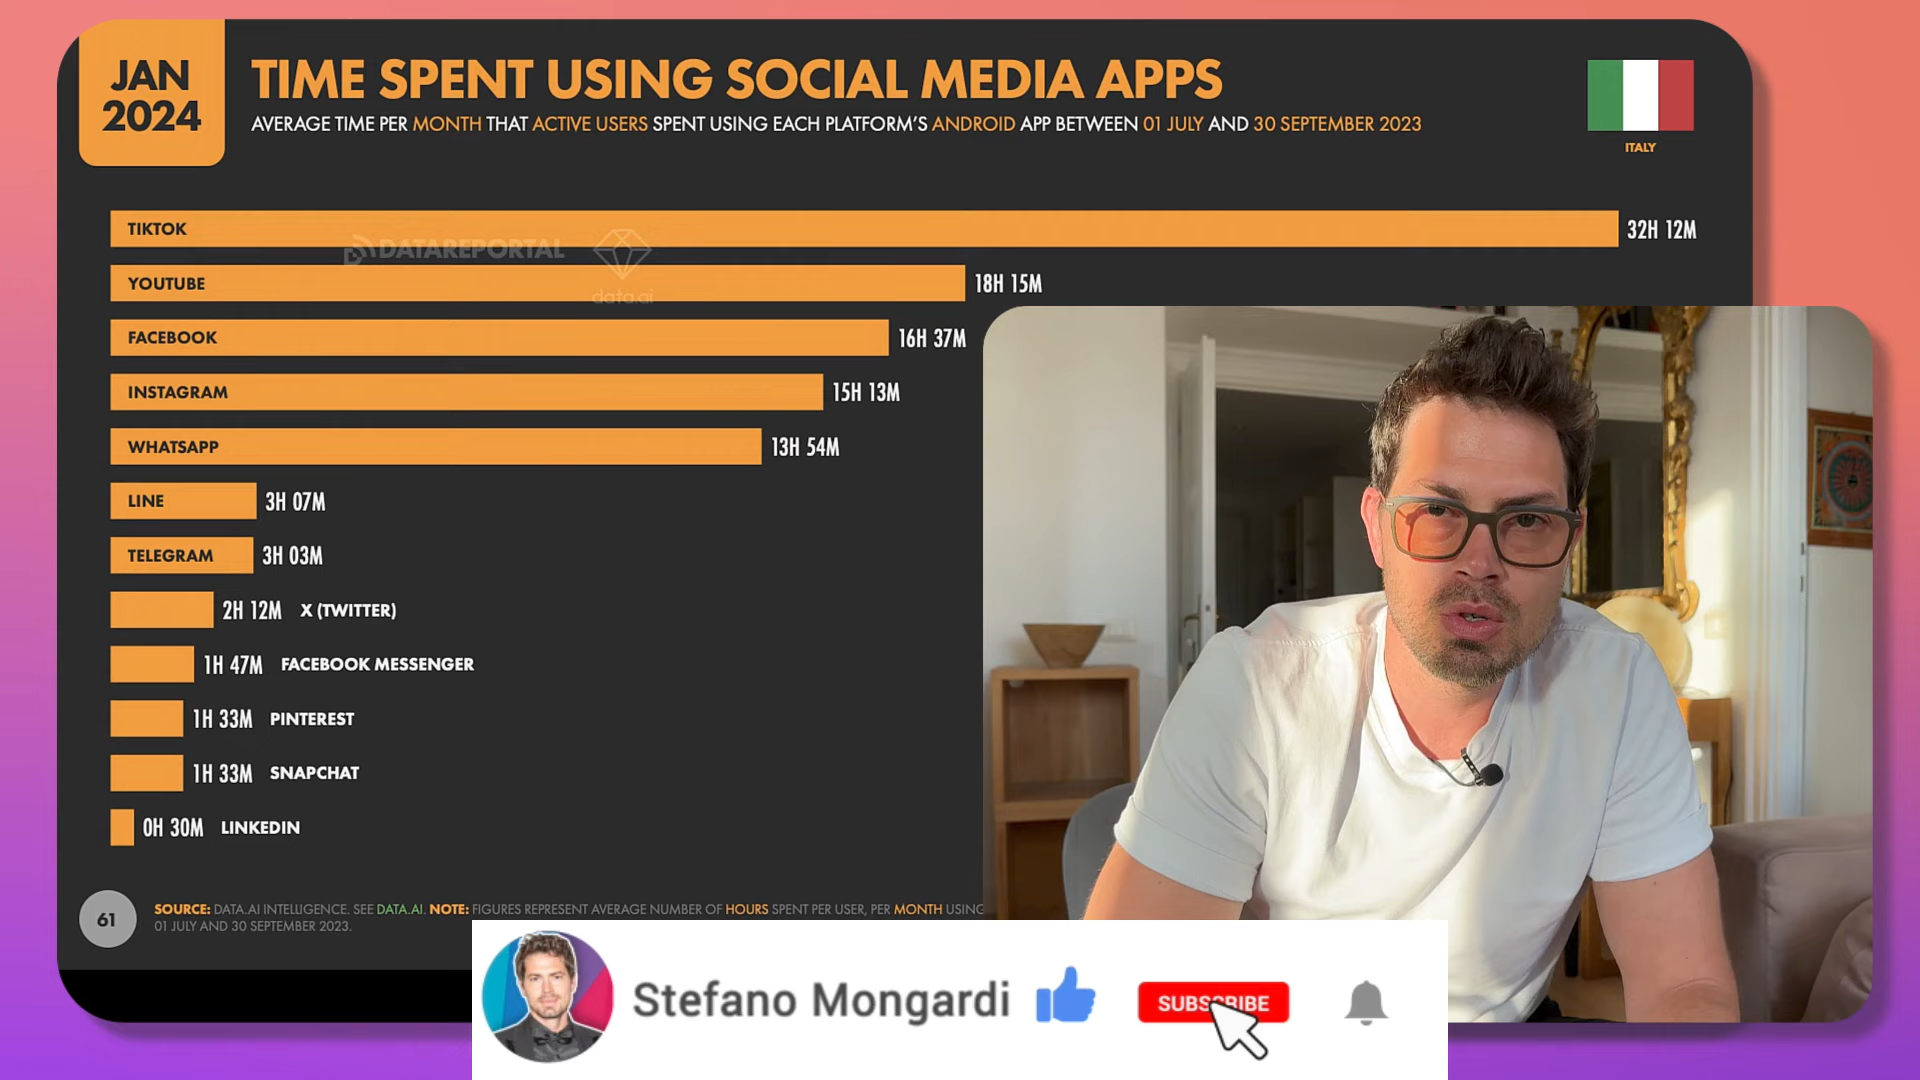 JAN
2024
TIME SPENT USING SOCIAL MEDIA APPS
AVERAGE TIME PER MONTH THAT ACTIVE USERS SPENT USING EACH PLATFORM'S ANDROID APP BETWEEN 01 JULY AND 30 SEPTEMBER 2023
ITALY
TIKTOK 32H 12M
DATAREPORTAL
YOUTUBE 18H 15M
data.ai
FACEBOOK 16H 37M
INSTAGRAM 15H 13M
WHATSAPP 13H 54M
LINE 3H 07M
TELEGRAM 3H 03M
2H 12M X (TWITTER)
1H 47M FACEBOOK MESSENGER
1H 33M PINTEREST
1H 33M SNAPCHAT
0H 30M LINKEDIN
61
SOURCE: DATA.AI INTELLIGENCE. SEE DATA.AI. NOTE: FIGURES REPRESENT AVERAGE NUMBER OF HOURS SPENT PER USER, PER MONTH USING
01 JULY AND 30 SEPTEMBER 2023.
Stefano Mongardi
SUBSCRIBE